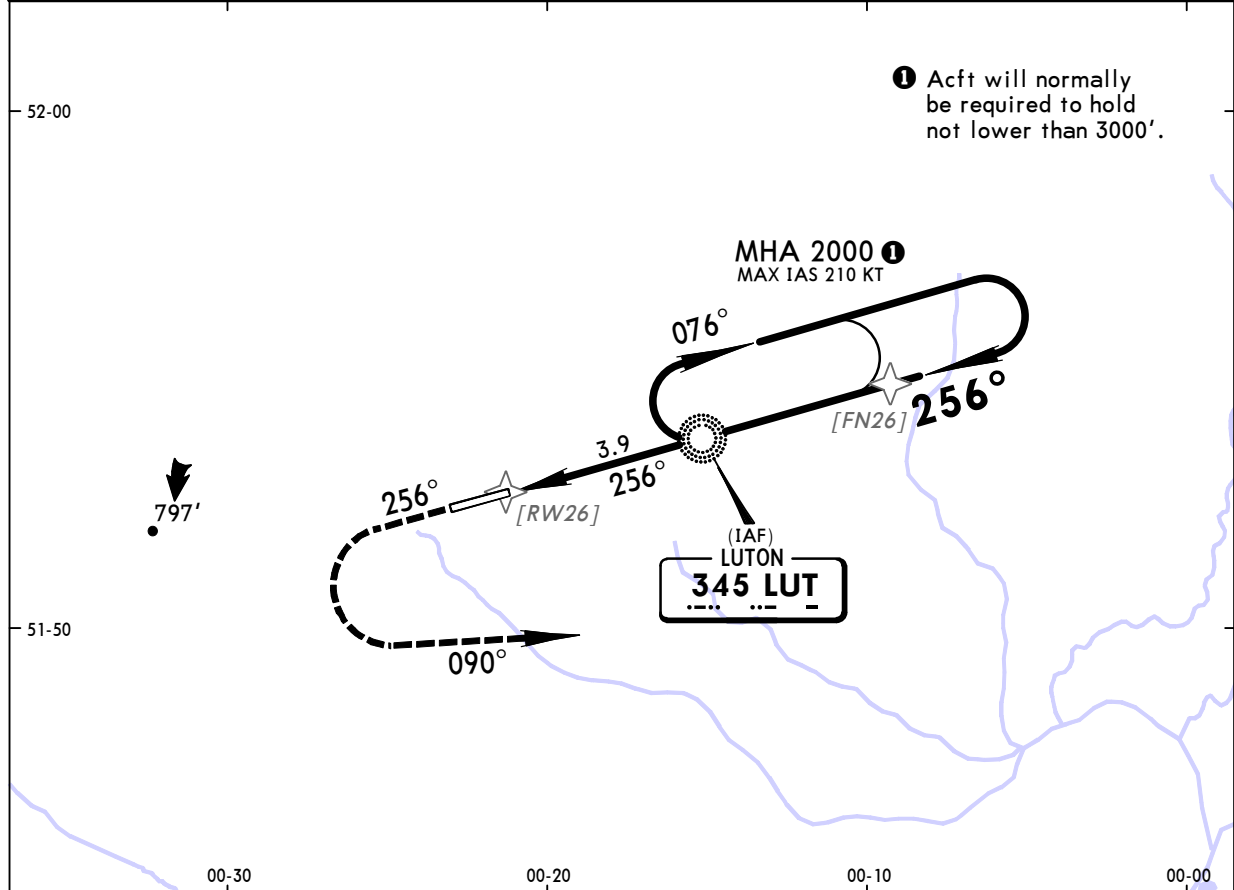 ❶ Acft will normally
be required to hold
not lower than 3000'.
52-00
MHA 2000 ❶
MAX IAS 210 KT
076°
256°
[FN26]
3.9
256°
256°
[RW26]
797'
(IAF)
LUTON
345 LUT
51-50
090°
00-30
00-20
00-10
00-00